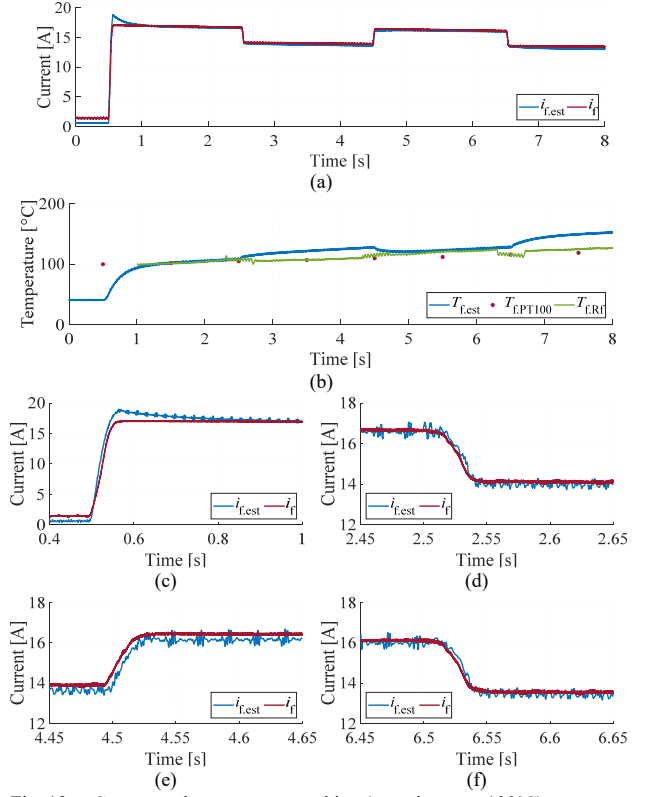 20
15
10
5
0
Current [A]
i_f.est i_f
0 1 2 3 4 5 6 7 8
Time [s]
(a)
200
100
0
Temperature [°C]
T_f.est T_f.PT100 T_f.Rf
0 1 2 3 4 5 6 7 8
Time [s]
(b)
20
15
10
5
0
Current [A]
i_f.est i_f
0.4 0.6 0.8 1
Time [s]
(c)
18
16
14
12
Current [A]
i_f.est i_f
2.45 2.5 2.55 2.6 2.65
Time [s]
(d)
18
16
14
12
Current [A]
i_f.est i_f
4.45 4.5 4.55 4.6 4.65
Time [s]
(e)
18
16
14
12
Current [A]
i_f.est i_f
6.45 6.5 6.55 6.6 6.65
Time [s]
(f)